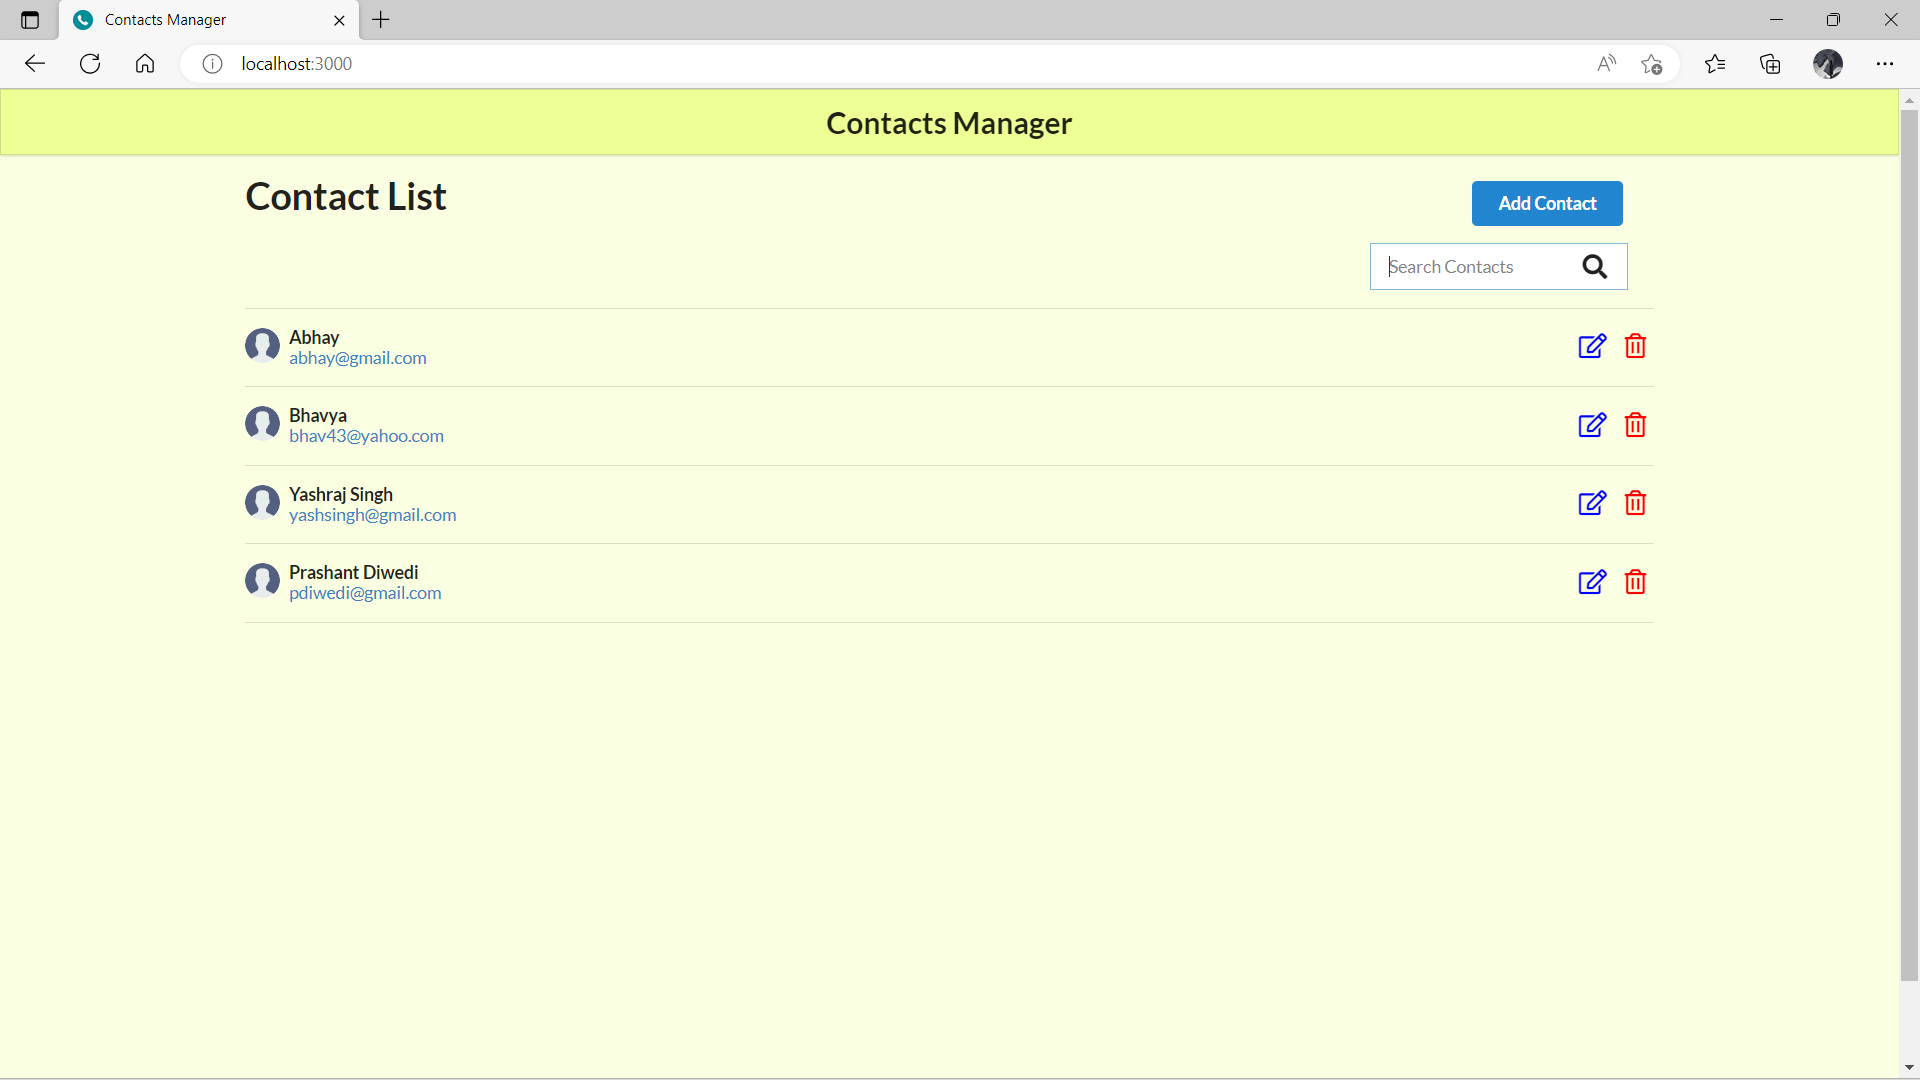 Contacts Manager
localhost:3000
Contacts Manager
Contact List
Add Contact
Search Contacts
Abhay
abhay@gmail.com
Bhavya
bhav43@yahoo.com
Yashraj Singh
yashsingh@gmail.com
Prashant Diwedi
pdiwedi@gmail.com